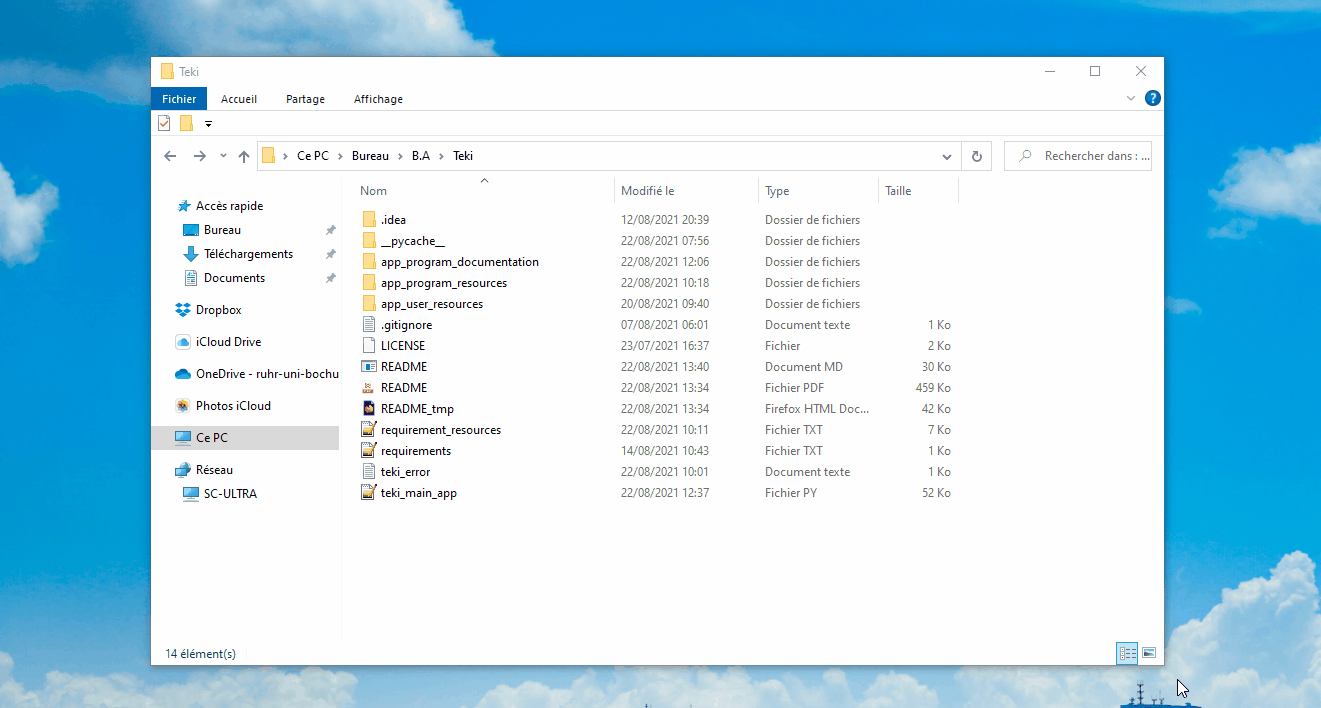 Teki
Fichier Accueil Partage Affichage
Ce PC Bureau B.A Teki
Rechercher dans : ...
Nom Modifié le Type Taille
Accès rapide
Bureau
Téléchargements
Documents
Dropbox
iCloud Drive
OneDrive - ruhr-uni-bochu
Photos iCloud
Ce PC
Réseau
SC-ULTRA
.idea 12/08/2021 20:39 Dossier de fichiers
__pycache__ 22/08/2021 07:56 Dossier de fichiers
app_program_documentation 22/08/2021 12:06 Dossier de fichiers
app_program_resources 22/08/2021 10:18 Dossier de fichiers
app_user_resources 20/08/2021 09:40 Dossier de fichiers
.gitignore 07/08/2021 06:01 Document texte 1 Ko
LICENSE 23/07/2021 16:37 Fichier 2 Ko
README 22/08/2021 13:40 Document MD 30 Ko
README 22/08/2021 13:34 Fichier PDF 459 Ko
README_tmp 22/08/2021 13:34 Firefox HTML Doc... 42 Ko
requirement_resources 22/08/2021 10:11 Fichier TXT 7 Ko
requirements 14/08/2021 10:43 Fichier TXT 1 Ko
teki_error 22/08/2021 10:01 Document texte 1 Ko
teki_main_app 22/08/2021 12:37 Fichier PY 52 Ko
14 élément(s)